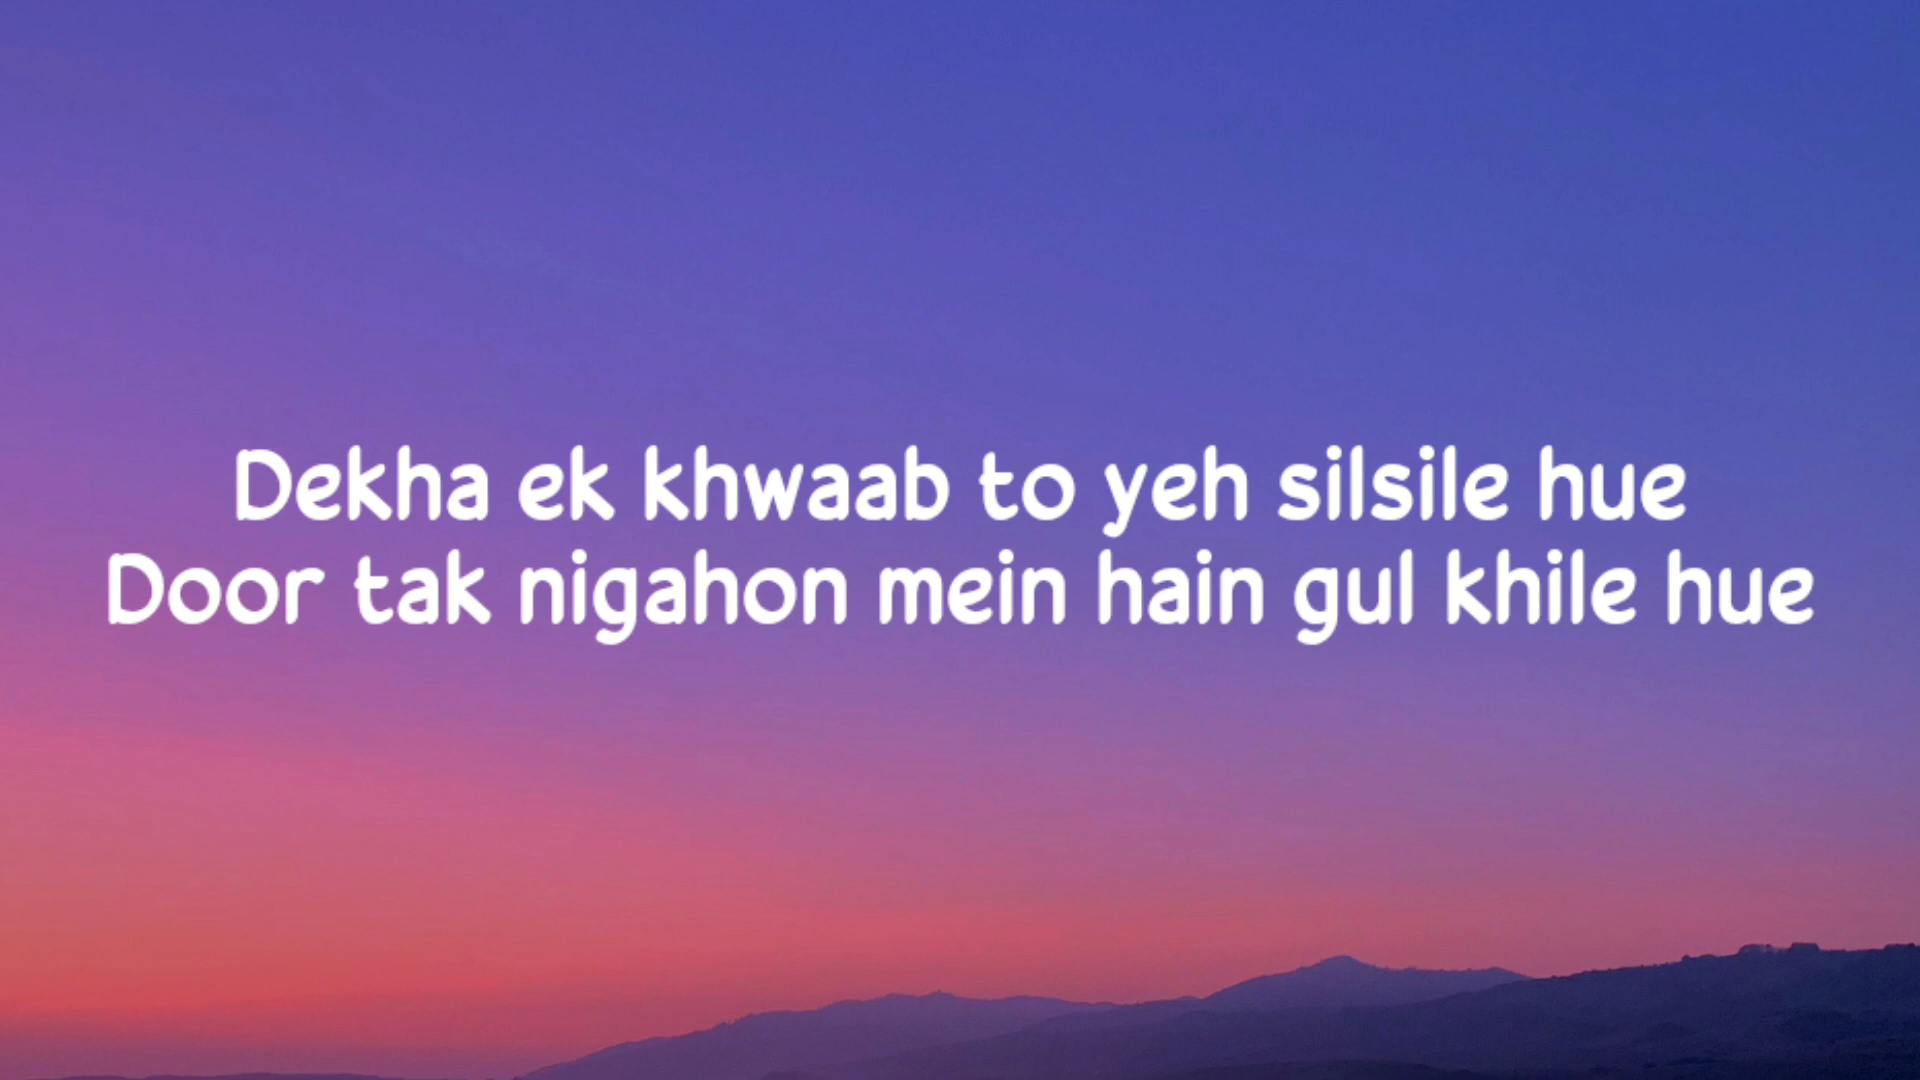 Dekha ek khwaab to yeh silsile hue
Door tak nigahon mein hain gul khile hue